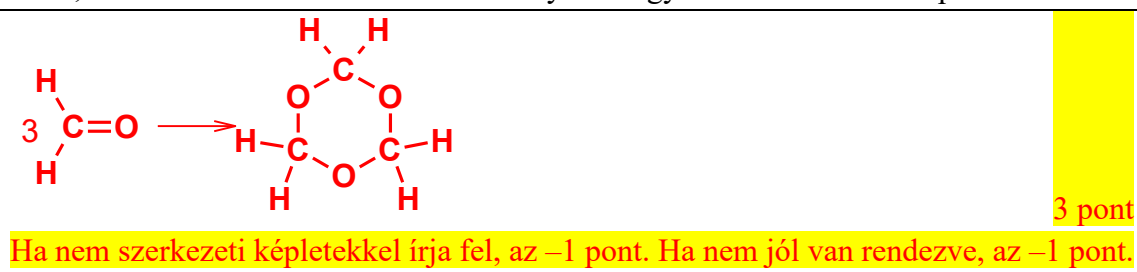 H H
C
H
O O
3 C=O
H C C H
H
O
H H
3 pont
Ha nem szerkezeti képletekkel írja fel, az –1 pont. Ha nem jól van rendezve, az –1 pont.